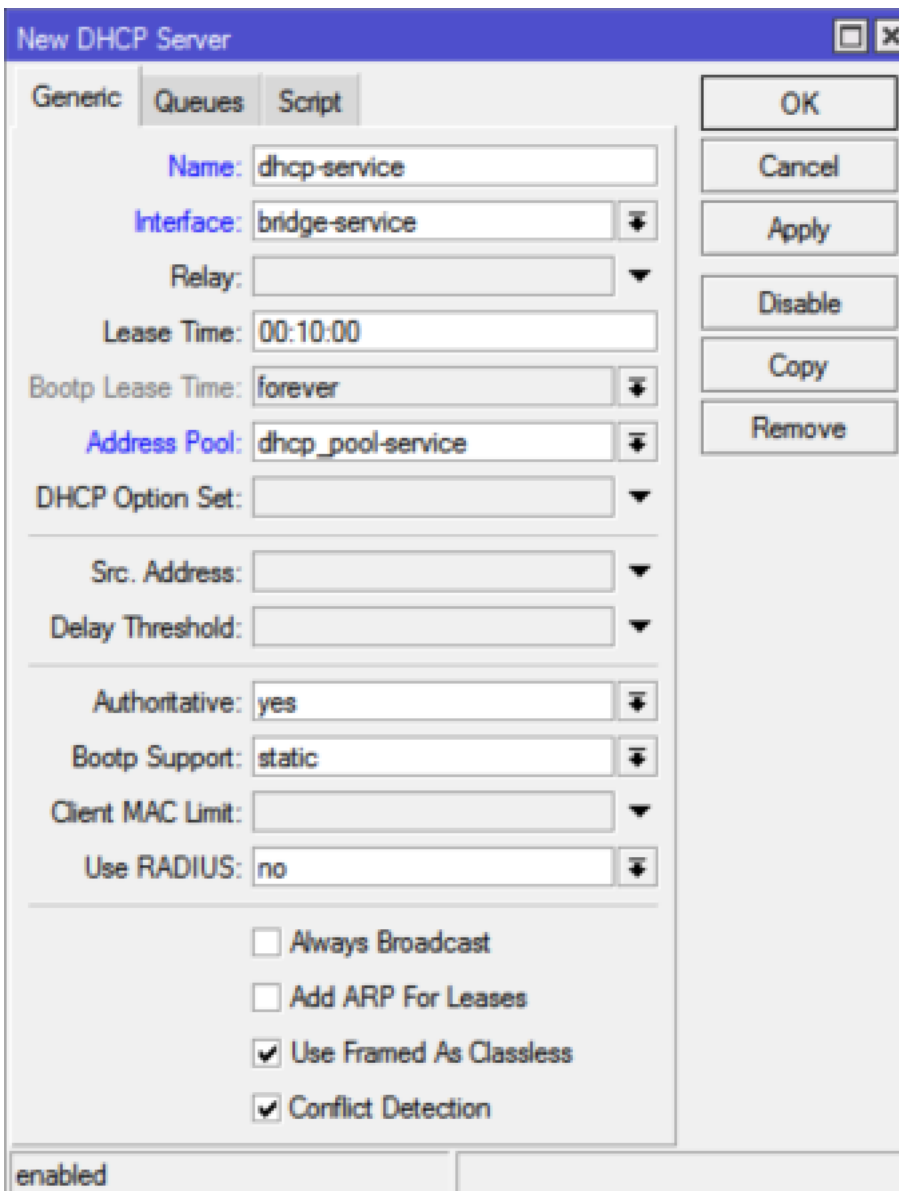 New DHCP Server
Generic Queues Script
Name: dhcp-service
Interface: bridge-service
Relay:
Lease Time: 00:10:00
Bootp Lease Time: forever
Address Pool: dhcp_pool-service
DHCP Option Set:
Src. Address:
Delay Threshold:
Authoritative: yes
Bootp Support: static
Client MAC Limit:
Use RADIUS: no
Always Broadcast
Add ARP For Leases
Use Framed As Classless
Conflict Detection
OK
Cancel
Apply
Disable
Copy
Remove
enabled